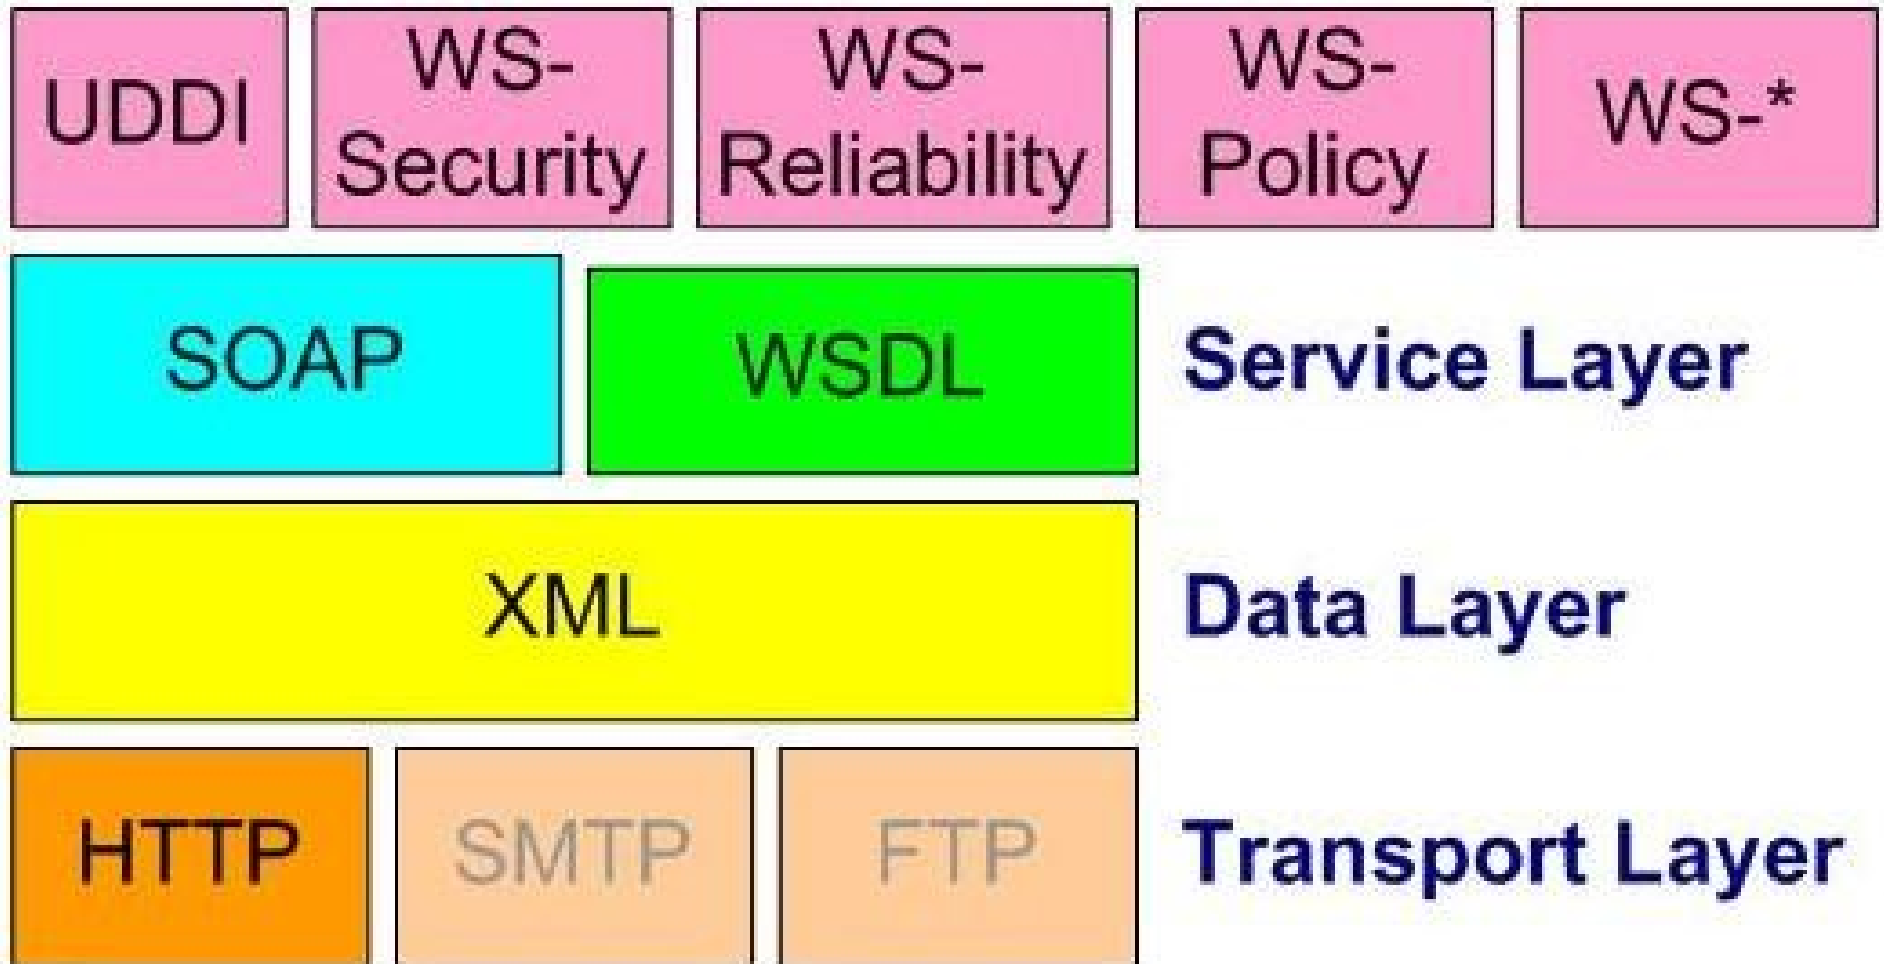 UDDI
WS-
Security
WS-
Reliability
WS-
Policy
WS-*
SOAP
WSDL
Service Layer
XML
Data Layer
HTTP
SMTP
FTP
Transport Layer